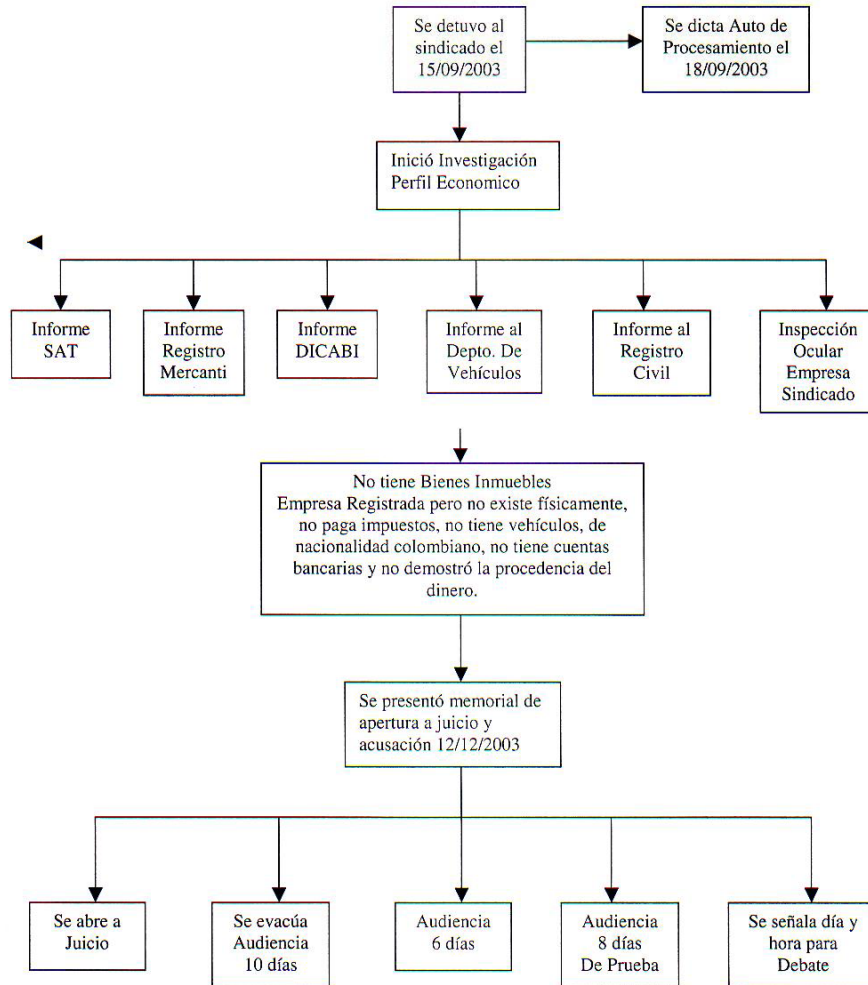 Se detuvo al
sindicado el
15/09/2003
Se dicta Auto de
Procesamiento el
18/09/2003
Inició Investigación
Perfil Economico
Informe
SAT
Informe
Registro
Mercanti
Informe
DICABI
Informe al
Depto. De
Vehículos
Informe al
Registro
Civil
Inspección
Ocular
Empresa
Sindicado
No tiene Bienes Inmuebles
Empresa Registrada pero no existe físicamente,
no paga impuestos, no tiene vehículos, de
nacionalidad colombiano, no tiene cuentas
bancarias y no demostró la procedencia del
dinero.
Se presentó memorial de
apertura a juicio y
acusación 12/12/2003
Se abre a
Juicio
Se evacúa
Audiencia
10 días
Audiencia
6 días
Audiencia
8 días
De Prueba
Se señala día y
hora para
Debate